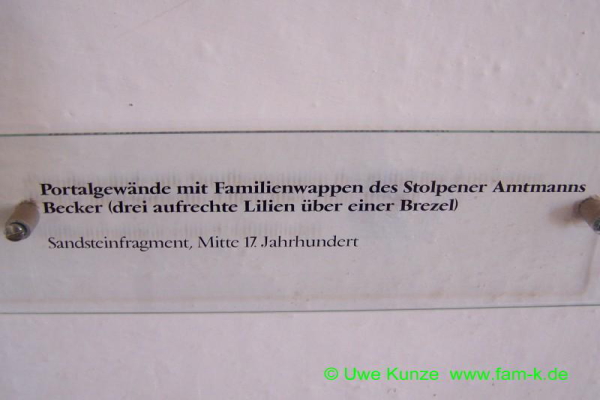 Portalgewände mit Familienwappen des Stolpener Amtmanns
Becker (drei aufrechte Lilien über einer Brezel)
Sandsteinfragment, Mitte 17. Jahrhundert
© Uwe Kunze www.fam-k.de